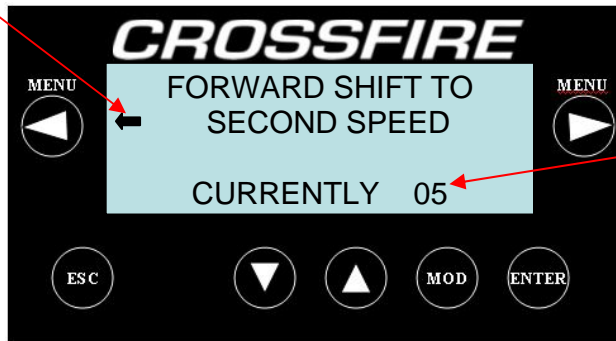 CROSSFIRE
MENU
MENU
FORWARD SHIFT TO
SECOND SPEED
CURRENTLY 05
ESC
MOD
ENTER